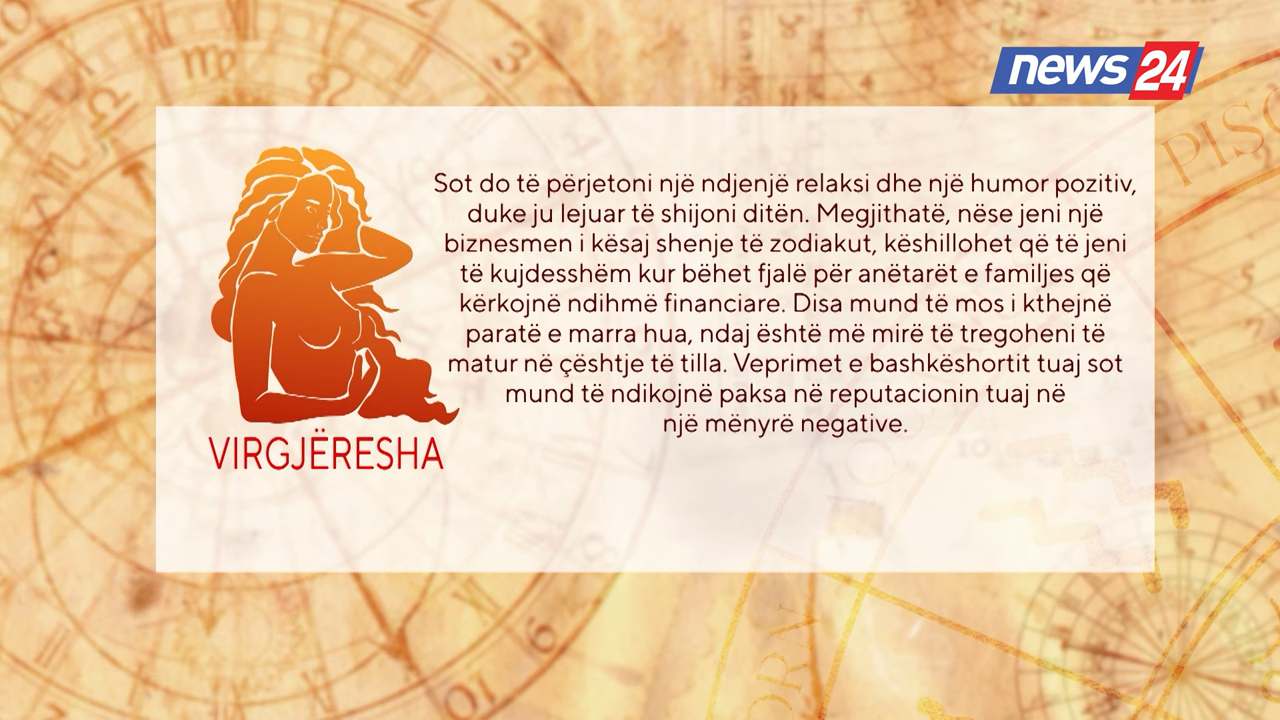 news 24
PISC
Sot do të përjetoni një ndjenjë relaksi dhe një humor pozitiv,
duke ju lejuar të shijoni ditën. Megjithatë, nëse jeni një
biznesmen i kësaj shenje të zodiakut, këshillohet që të jeni
të kujdesshëm kur bëhet fjalë për anëtarët e familjes që
kërkojnë ndihmë financiare. Disa mund të mos i kthejnë
paratë e marra hua, ndaj është më mirë të tregoheni të
matur në çështje të tilla. Veprimet e bashkëshortit tuaj sot
mund të ndikojnë paksa në reputacionin tuaj në
një mënyrë negative.
VIRGJËRESHA